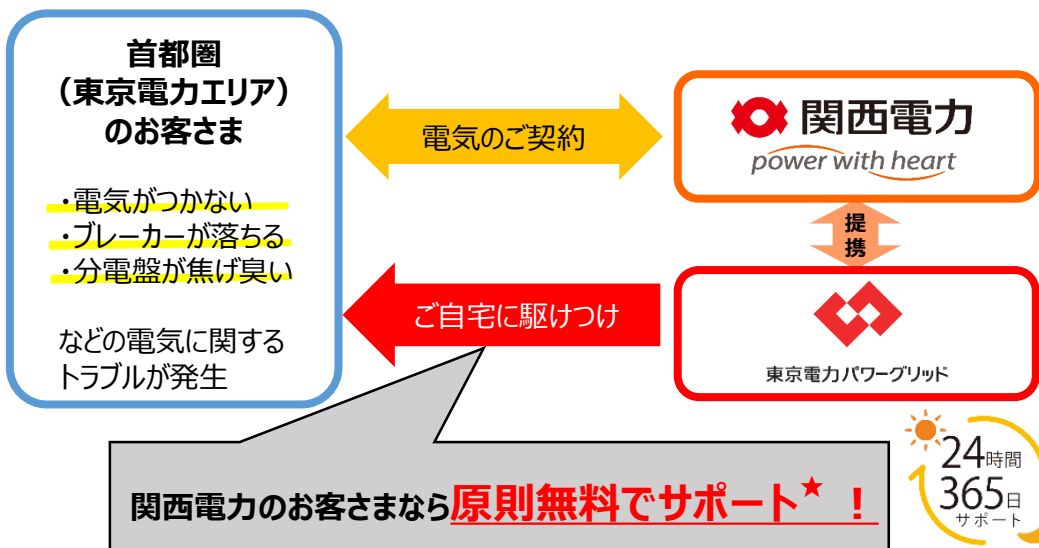 首都圏
（東京電力エリア）
のお客さま
・電気がつかない
・ブレーカーが落ちる
・分電盤が焦げ臭い
などの電気に関する
トラブルが発生
電気のご契約
関西電力
power with heart
提
携
ご自宅に駆けつけ
東京電力パワーグリッド
関西電力のお客さまなら原則無料でサポート★！
24時間
365日
サポート